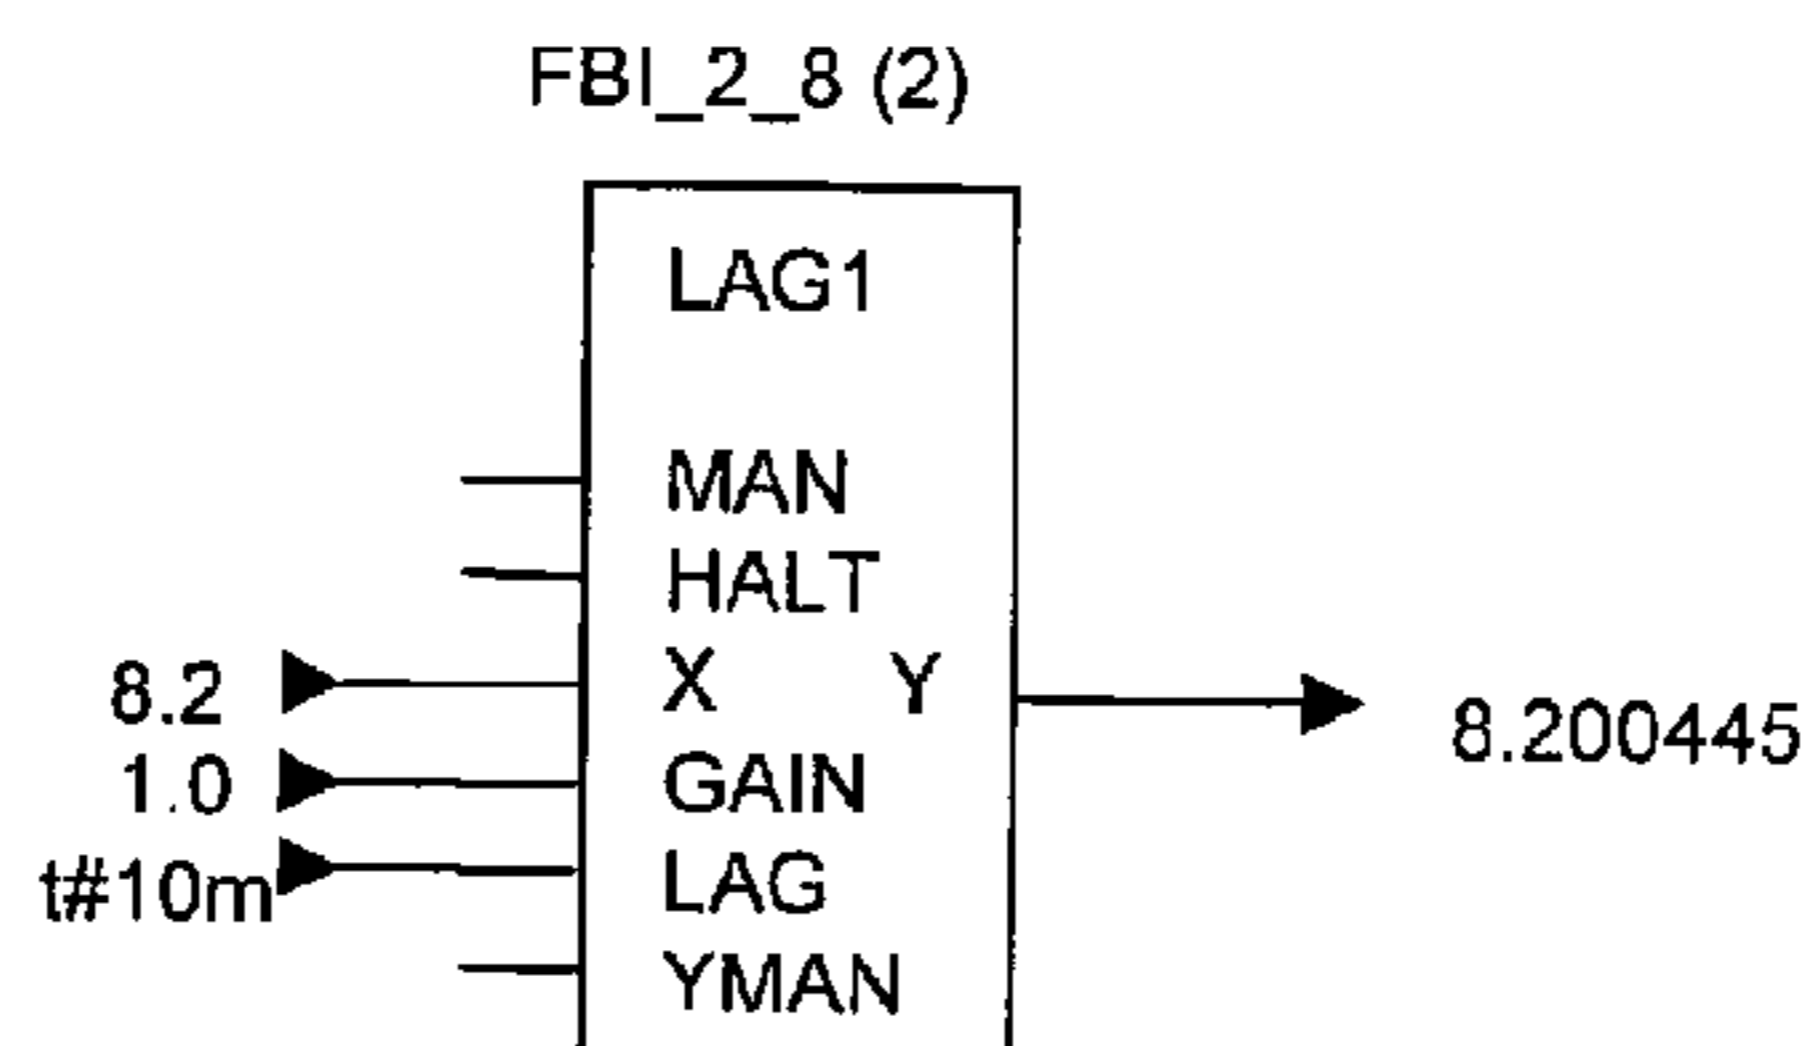 FBI_2_8 (2)
LAG1
MAN
HALT
8.2 X Y 8.200445
1.0 GAIN
t#10m LAG
YMAN